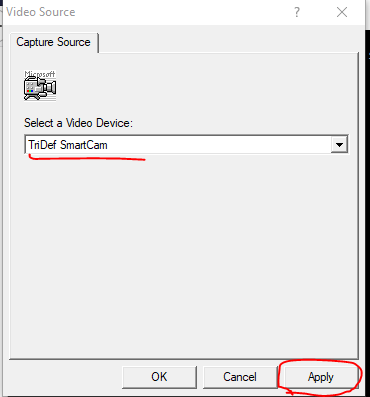 Video Source
?
Capture Source
Microsoft
Select a Video Device:
TriDef SmartCam
OK Cancel Apply